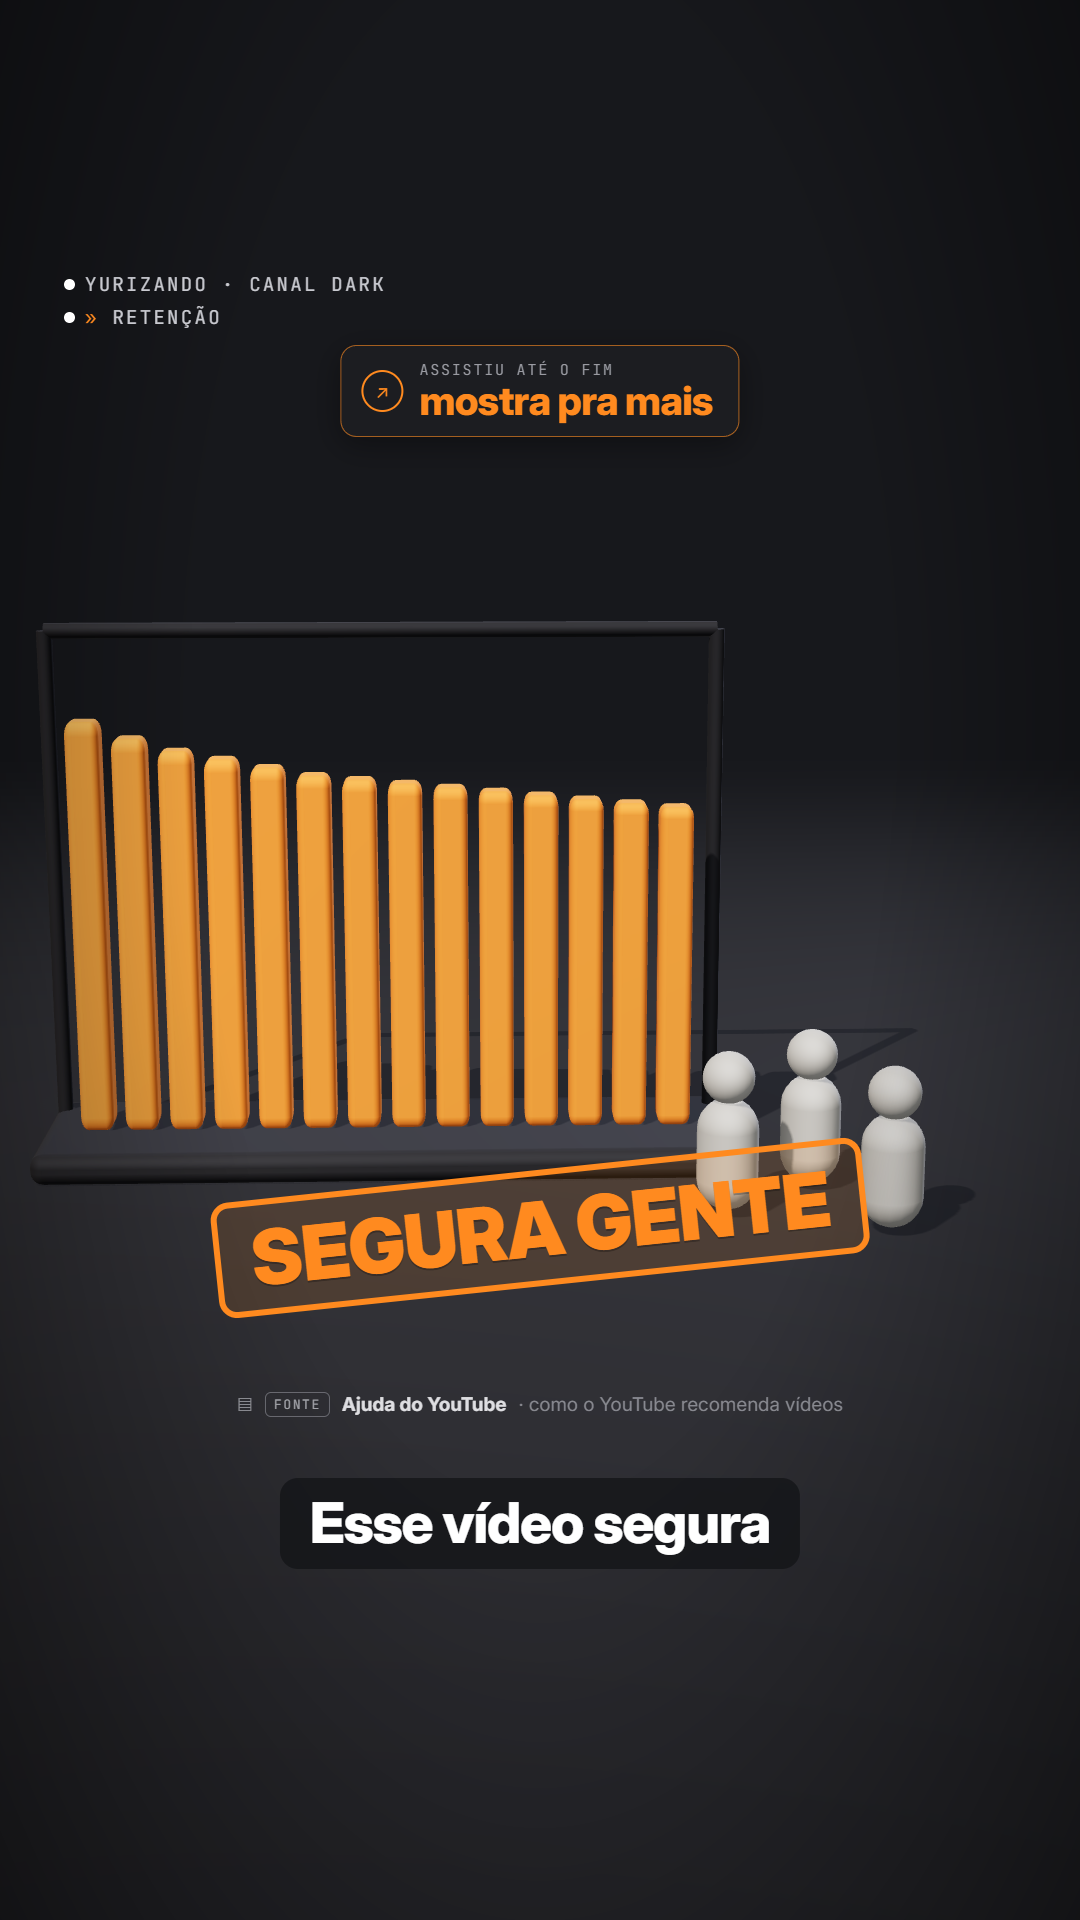 YURIZANDO · CANAL DARK
» RETENÇÃO
ASSISTIU ATÉ O FIM
mostra pra mais
SEGURA GENTE
FONTE Ajuda do YouTube · como o YouTube recomenda vídeos
Esse vídeo segura